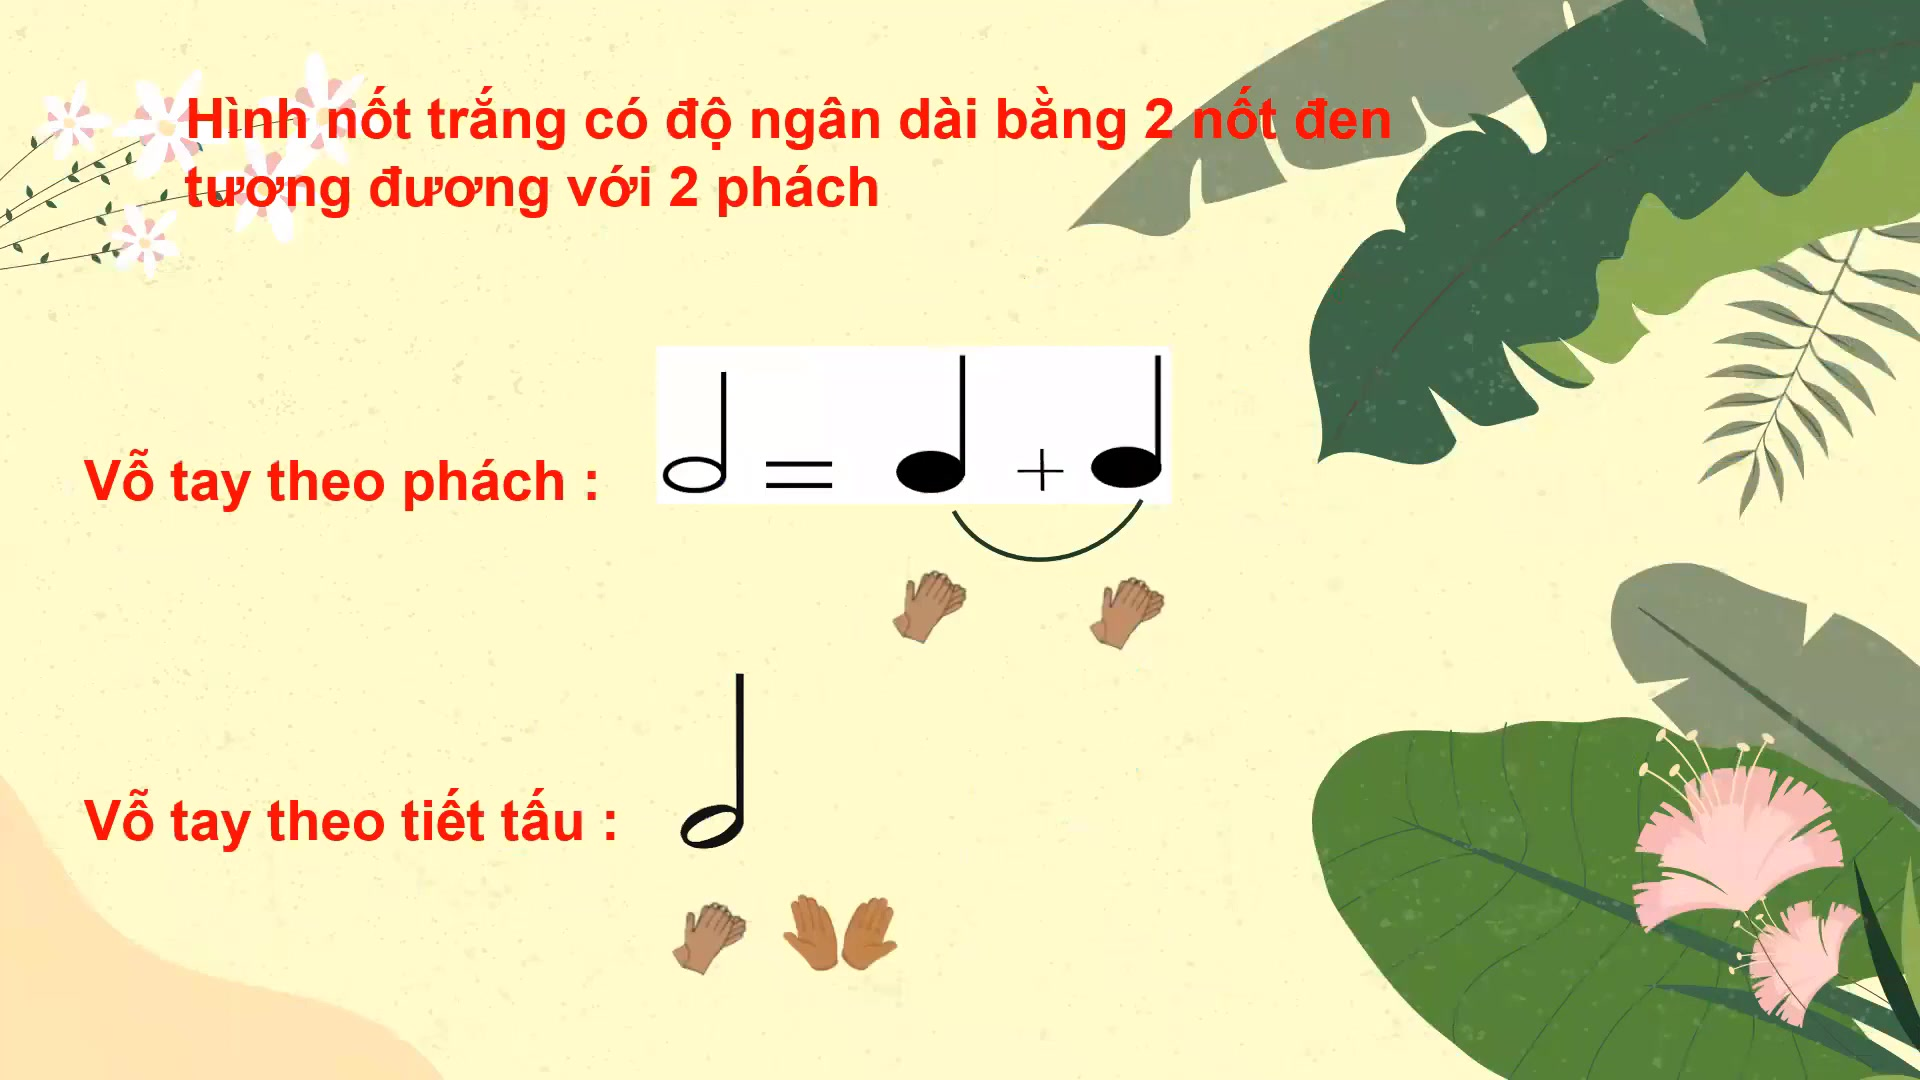 Hình nốt trắng có độ ngân dài bằng 2 nốt đen
tương đương với 2 phách
Vỗ tay theo phách :
= +
Vỗ tay theo tiết tấu :